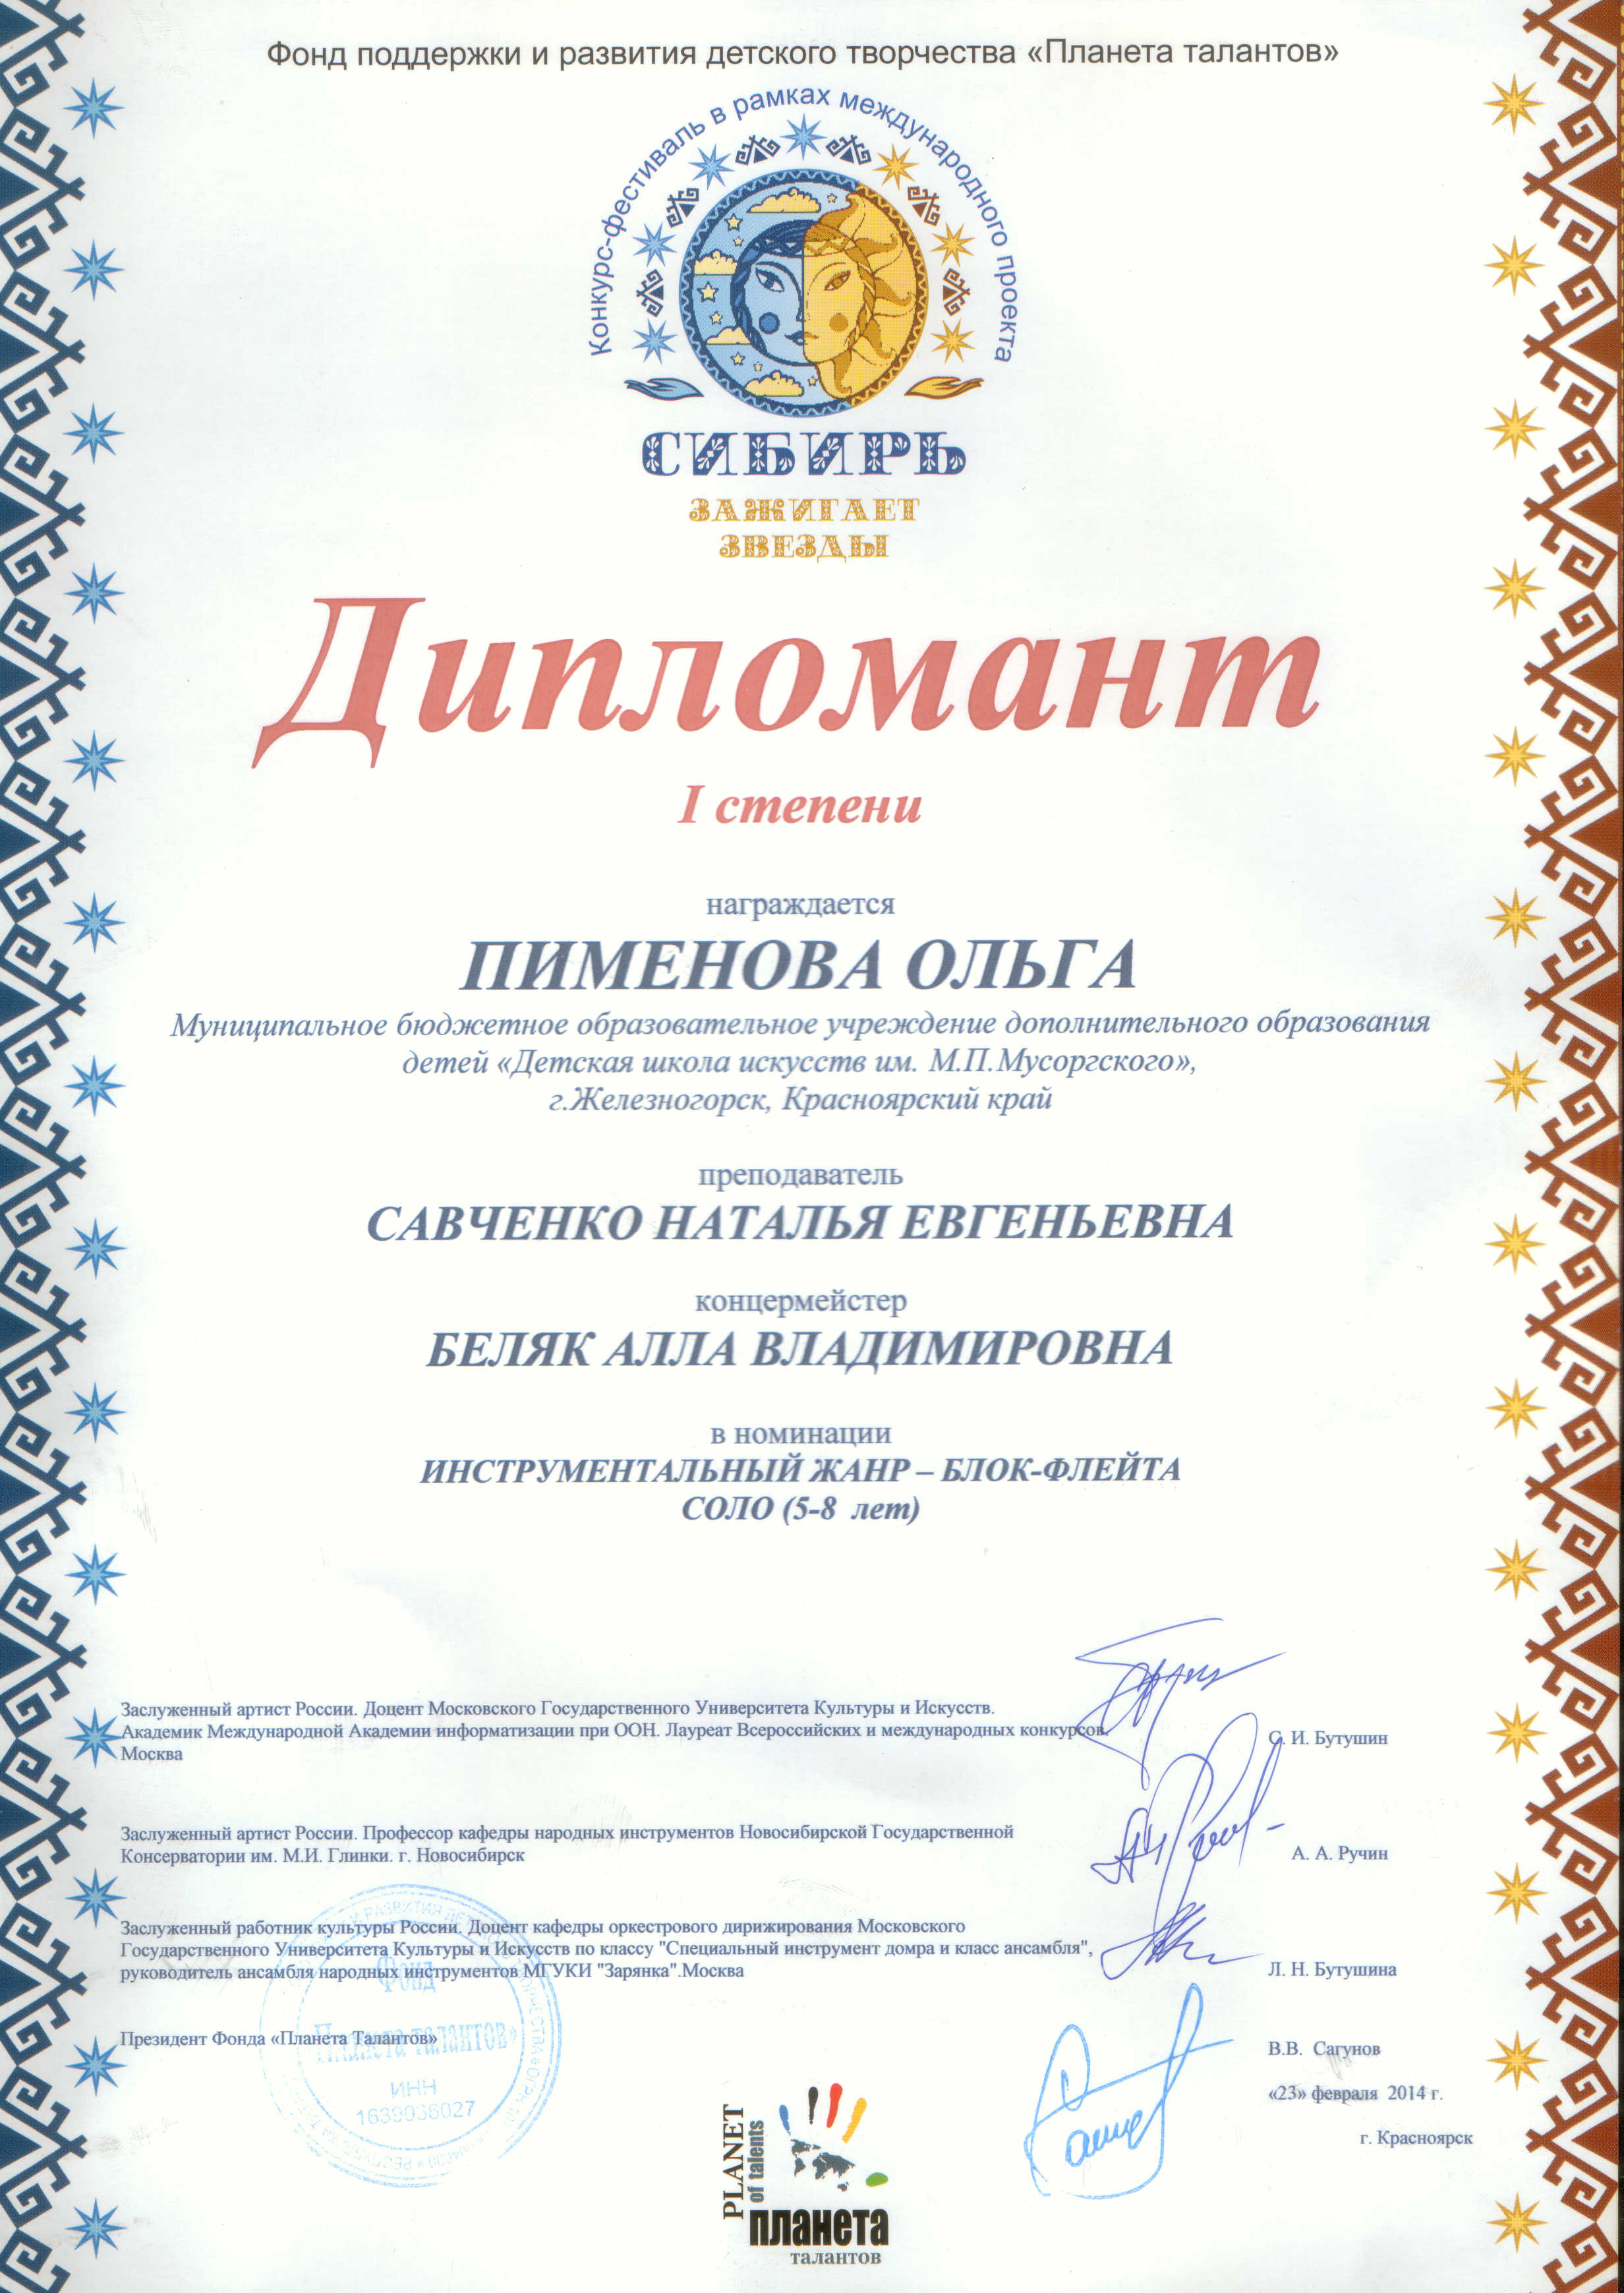 Фонд поддержки и развития детского творчества «Планета талантов»
Конкурс-фестиваль в рамках международного проекта
СИБИРЬ
ЗАЖИГАЕТ
ЗВЕЗДЫ
Дипломант
I степени
награждается
ПИМЕНОВА ОЛЬГА
Муниципальное бюджетное образовательное учреждение дополнительного образования
детей «Детская школа искусств им. М.П.Мусоргского»,
г.Железногорск, Красноярский край
преподаватель
САВЧЕНКО НАТАЛЬЯ ЕВГЕНЬЕВНА
концермейстер
БЕЛЯК АЛЛА ВЛАДИМИРОВНА
в номинации
ИНСТРУМЕНТАЛЬНЫЙ ЖАНР – БЛОК-ФЛЕЙТА
СОЛО (5-8 лет)
Заслуженный артист России. Доцент Московского Государственного Университета Культуры и Искусств.
Академик Международной Академии информатизации при ООН. Лауреат Всероссийских и международных конкурсов.
Москва
С. И. Бутушин
Заслуженный артист России. Профессор кафедры народных инструментов Новосибирской Государственной
Консерватории им. М.И. Глинки. г. Новосибирск
А. А. Ручин
Заслуженный работник культуры России. Доцент кафедры оркестрового дирижирования Московского
Государственного Университета Культуры и Искусств по классу "Специальный инструмент домра и класс ансамбля",
руководитель ансамбля народных инструментов МГУКИ "Зарянка".Москва
Л. Н. Бутушина
Президент Фонда «Планета Талантов»
В.В. Сагунов
«23» февраля 2014 г.
г. Красноярск
Фонд
Планета талантов»
ИНН
1639036027
PLANET
of talents
планета
талантов